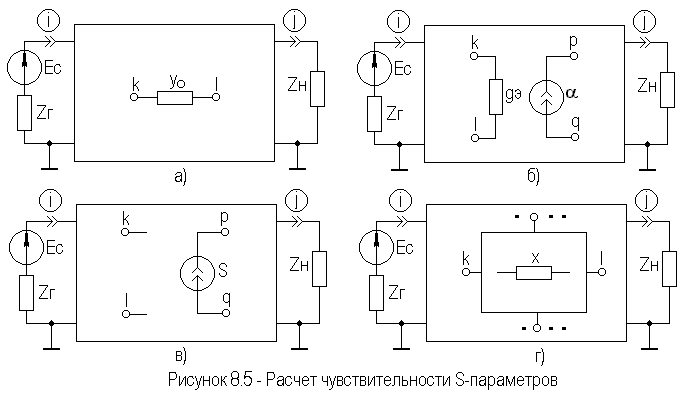 i j
Ec Zг k y₀ l Zн
а)
i j
Ec Zг k l gэ p α q Zн
б)
i j
Ec Zг k l p S q Zн
в)
i j
Ec Zг k x l Zн
г)
Рисунок 8.5 - Расчет чувствительности S-параметров